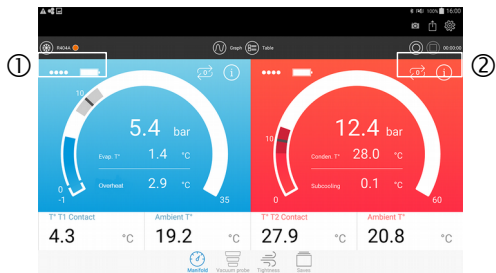 100% 16:00
R404A Graph Table 00:00:00
① ②
10 10
5.4 bar
Evap. T° 1.4 °C
Overheat 2.9 °C
0
-1 35
12.4 bar
Conden. T° 28.0 °C
Subcooling 0.1 °C
0 60
T° T1 Contact Ambient T° T° T2 Contact Ambient T°
4.3 °C 19.2 °C 27.9 °C 20.8 °C
Manifold Vacuum probe Tightness Saved